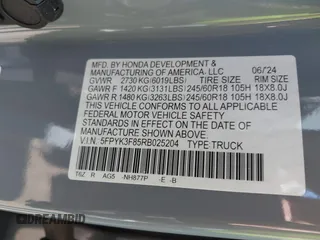 MFD. BY HONDA DEVELOPMENT &
MANUFACTURING OF AMERICA. LLC 06/24
GVWR 2730 KG(6019LBS) TIRE SIZE RIM SIZE
GAWR F 1420 KG(3131LBS) 245/60R18 105H 18X8.0J
GAWR R 1480 KG(3263LBS) 245/60R18 105H 18X8.0J
THIS VEHICLE CONFORMS TO ALL APPLICABLE
FEDERAL MOTOR VEHICLE SAFETY STANDARDS IN
EFFECT ON THE DATE OF MANUFACTURE SHOWN ABOVE.
V.I.N. 5FPYK3F85RB025204 TYPE:TRUCK
T6Z R AG5 -NH877P E -B
©DREAMBID